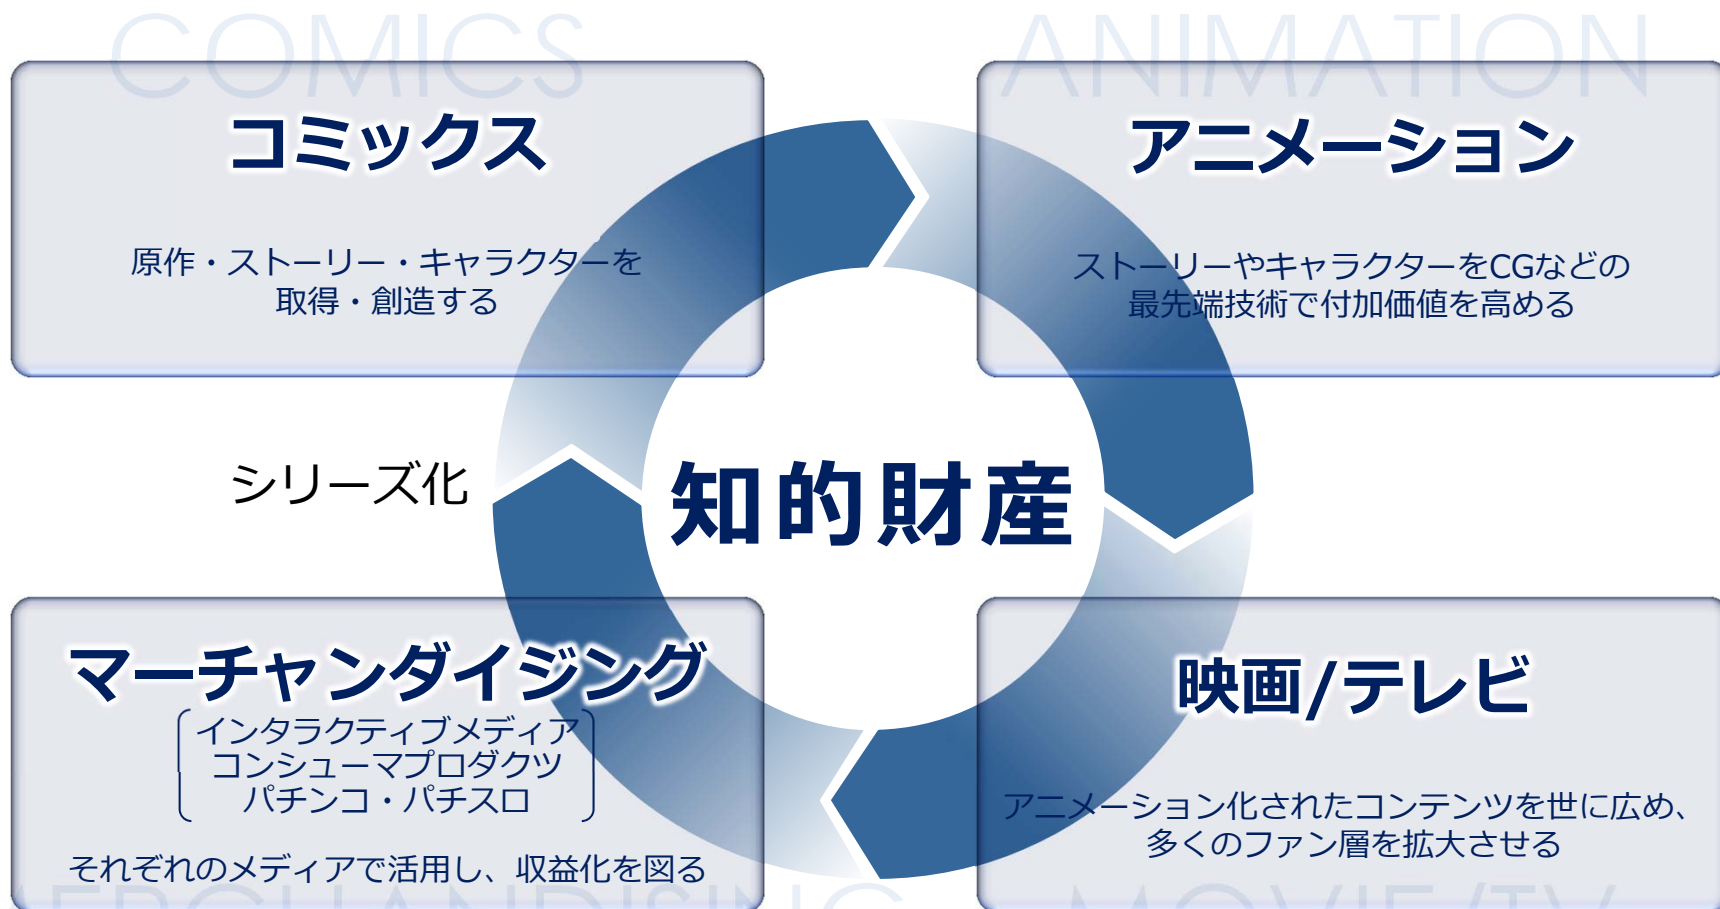 COMICS
コミックス
原作・ストーリー・キャラクターを
取得・創造する
ANIMATION
アニメーション
ストーリーやキャラクターをCGなどの
最先端技術で付加価値を高める
シリーズ化
知的財産
マーチャンダイジング
インタラクティブメディア
コンシューマプロダクツ
パチンコ・パチスロ
それぞれのメディアで活用し、収益化を図る
MERCHANDISING
映画/テレビ
アニメーション化されたコンテンツを世に広め、
多くのファン層を拡大させる
MOVIE/TV